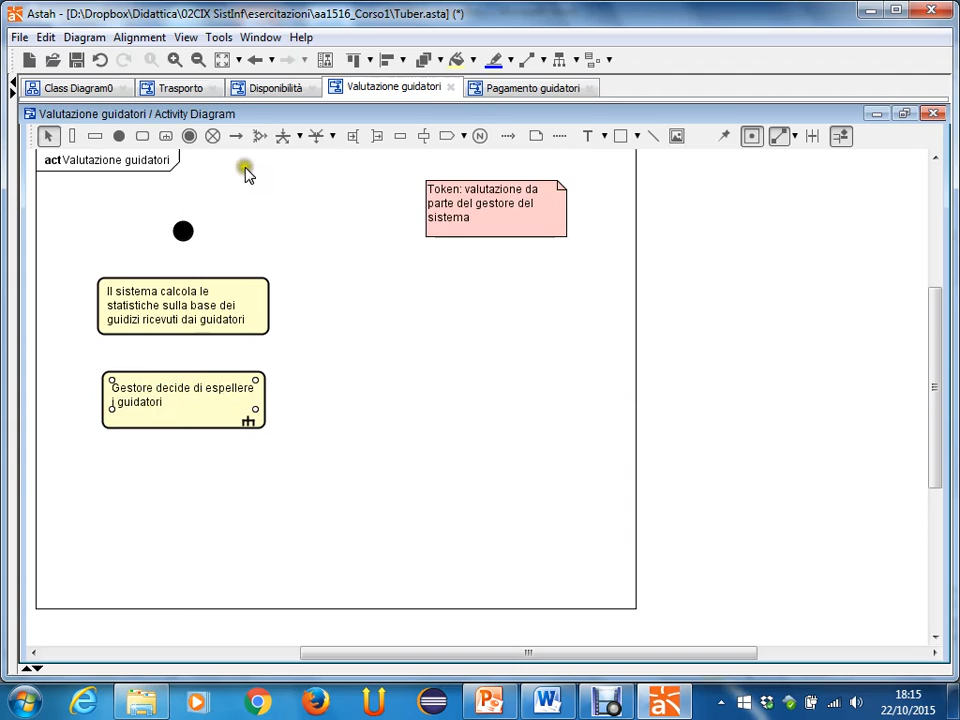 Astah - [D:\Dropbox\Didattica\02CIX SistInf\esercitazioni\aa1516_Corso1\Tuber.asta] (*)
File Edit Diagram Alignment View Tools Window Help
Class Diagram0 Trasporto Disponibilità Valutazione guidatori Pagamento guidatori
Valutazione guidatori / Activity Diagram
N T
act Valutazione guidatori
Token: valutazione da
parte del gestore del
sistema
Il sistema calcola le
statistiche sulla base dei
guidizi ricevuti dai guidatori
Gestore decide di espellere
i guidatori
18:15
22/10/2015